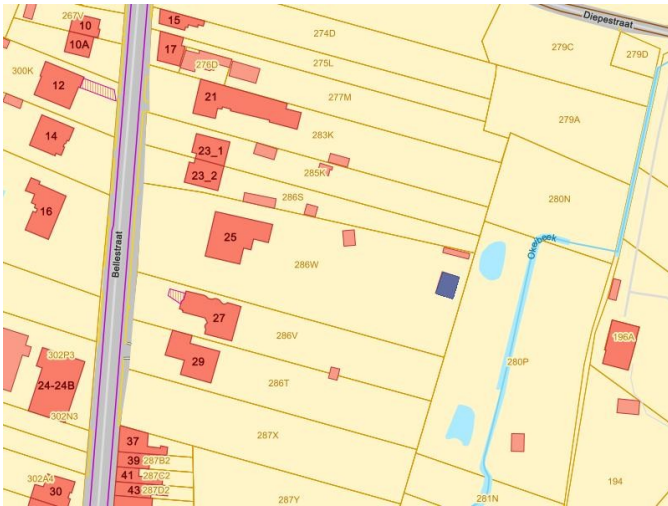 267V
10
10A
15
274D
Diepestraat
17
276D
275L
279C
279D
300K
12
21
277M
279A
14
283K
23_1
23_2
285K
286S
280N
16
25
Bellestraat
286W
Okelbeek
27
286V
302P3
29
24-24B
286T
280P
196A
302N3
37
287X
39
287B2
41
287C2
43
287D2
302A4
30
287Y
281N
194